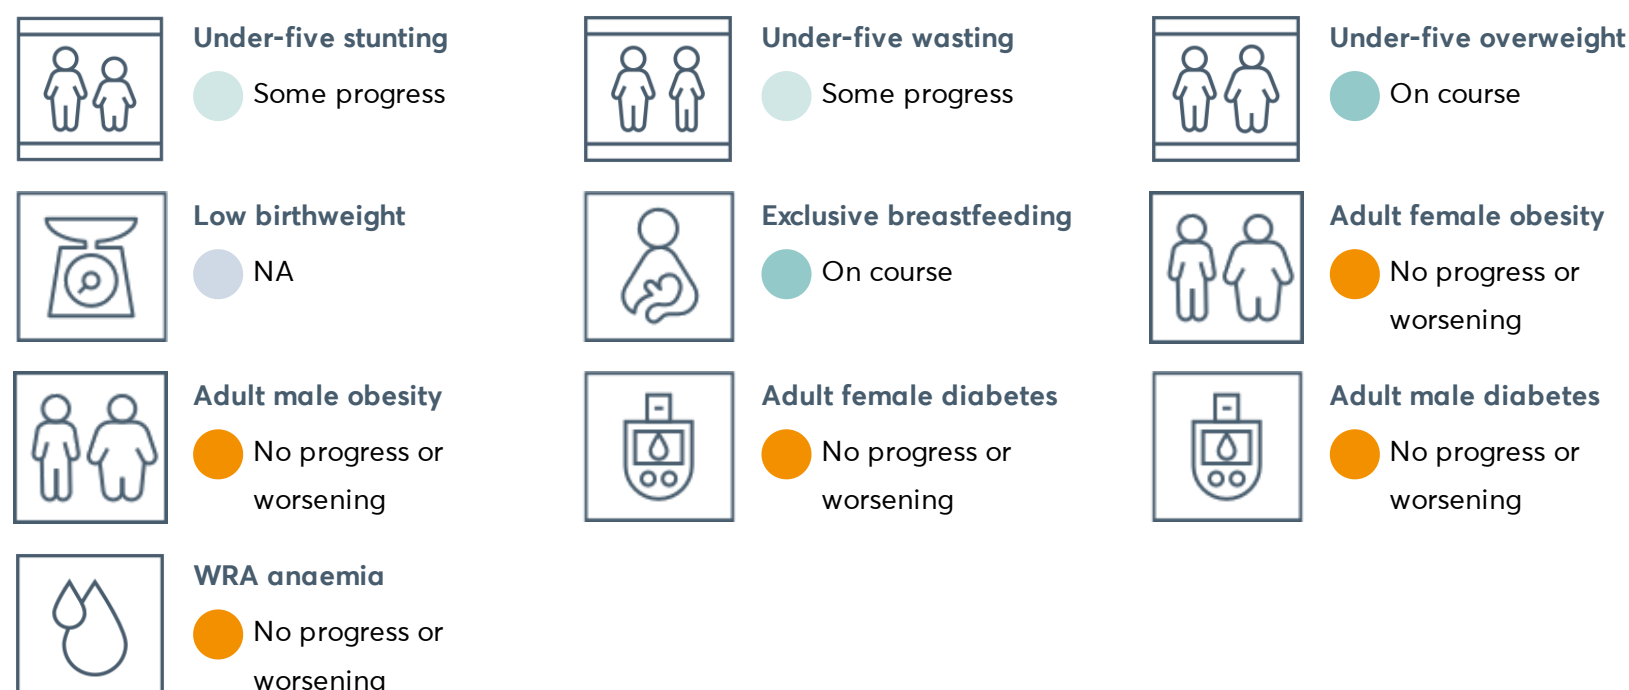 Under-five stunting
Some progress
Under-five wasting
Some progress
Under-five overweight
On course
Low birthweight
NA
Exclusive breastfeeding
On course
Adult female obesity
No progress or
worsening
Adult male obesity
No progress or
worsening
Adult female diabetes
No progress or
worsening
Adult male diabetes
No progress or
worsening
WRA anaemia
No progress or
worsening